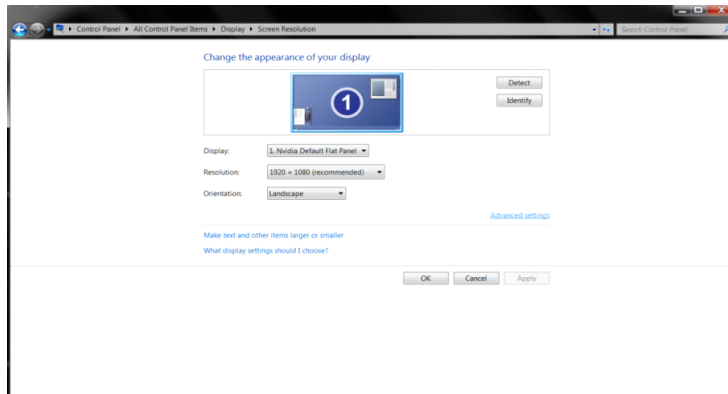 Control Panel ▸ All Control Panel Items ▸ Display ▸ Screen Resolution
Search Control Panel
Change the appearance of your display
1
Detect
Identify
Display: 1. Nvidia Default Flat Panel
Resolution: 1920 × 1080 (recommended)
Orientation: Landscape
Advanced settings
Make text and other items larger or smaller
What display settings should I choose?
OK Cancel Apply